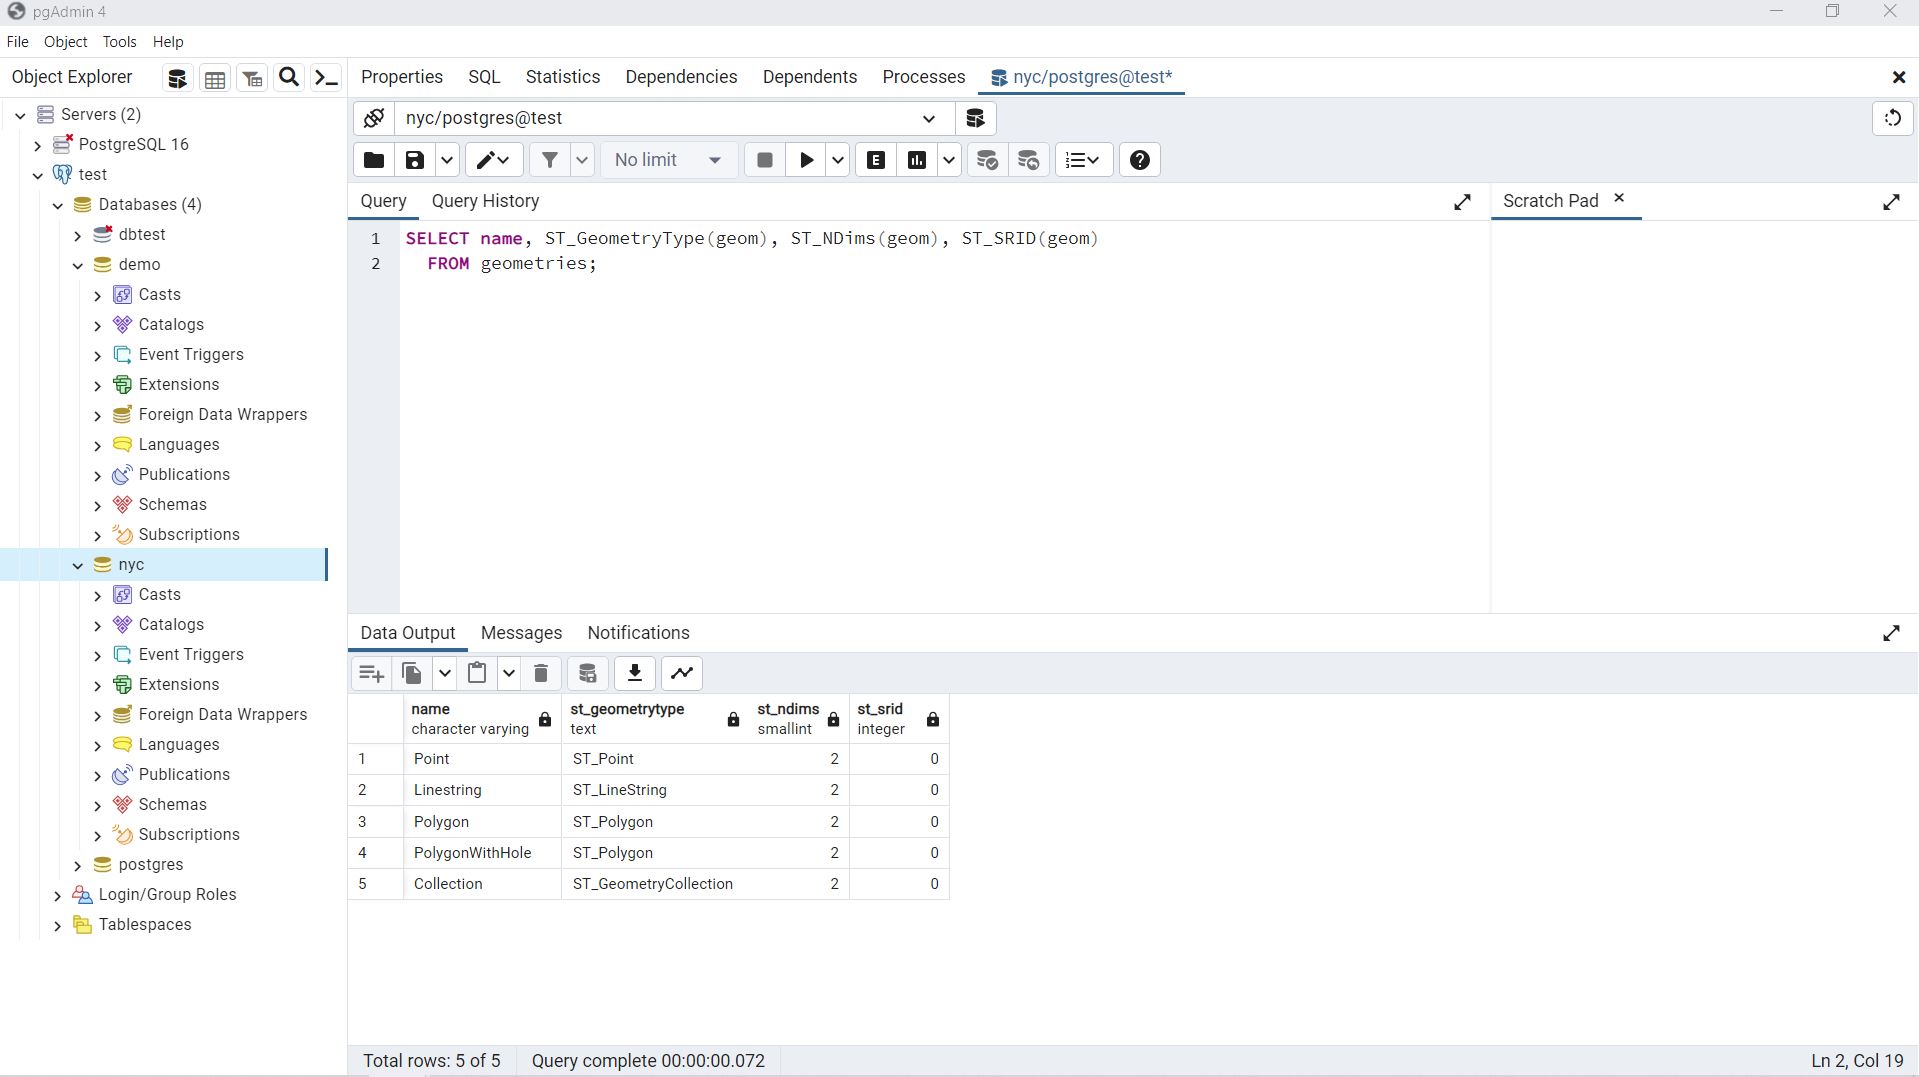 pgAdmin 4
File Object Tools Help
Object Explorer
Properties SQL Statistics Dependencies Dependents Processes nyc/postgres@test*
Servers (2)
PostgreSQL 16
test
Databases (4)
dbtest
demo
Casts
Catalogs
Event Triggers
Extensions
Foreign Data Wrappers
Languages
Publications
Schemas
Subscriptions
nyc
Casts
Catalogs
Event Triggers
Extensions
Foreign Data Wrappers
Languages
Publications
Schemas
Subscriptions
postgres
Login/Group Roles
Tablespaces
nyc/postgres@test
No limit
E
Query Query History
Scratch Pad
1 SELECT name, ST_GeometryType(geom), ST_NDims(geom), ST_SRID(geom)
2 FROM geometries;
Data Output Messages Notifications
name st_geometrytype st_ndims st_srid
character varying text smallint integer
1 Point ST_Point 2 0
2 Linestring ST_LineString 2 0
3 Polygon ST_Polygon 2 0
4 PolygonWithHole ST_Polygon 2 0
5 Collection ST_GeometryCollection 2 0
Total rows: 5 of 5 Query complete 00:00:00.072 Ln 2, Col 19